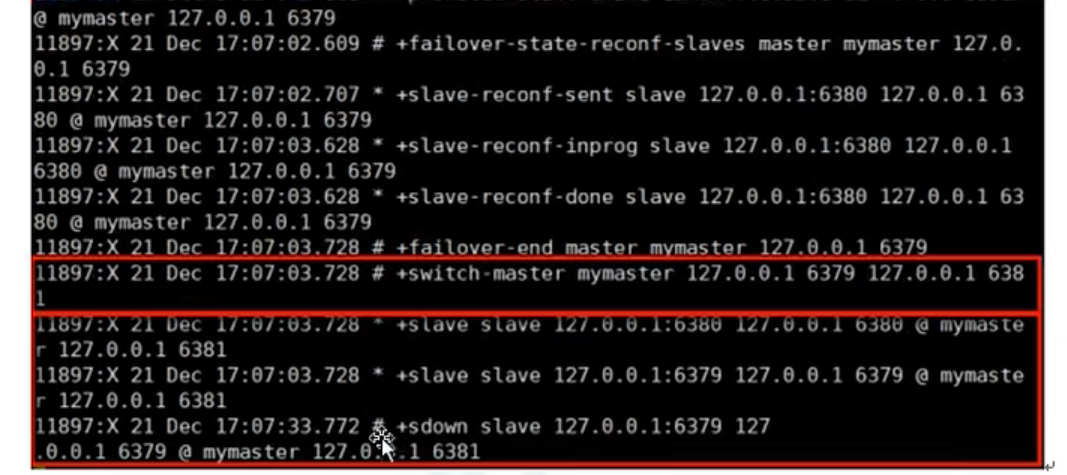 @ mymaster 127.0.0.1 6379
11897:X 21 Dec 17:07:02.609 # +failover-state-reconf-slaves master mymaster 127.0.
0.1 6379
11897:X 21 Dec 17:07:02.707 * +slave-reconf-sent slave 127.0.0.1:6380 127.0.0.1 63
80 @ mymaster 127.0.0.1 6379
11897:X 21 Dec 17:07:03.628 * +slave-reconf-inprog slave 127.0.0.1:6380 127.0.0.1
6380 @ mymaster 127.0.0.1 6379
11897:X 21 Dec 17:07:03.628 * +slave-reconf-done slave 127.0.0.1:6380 127.0.0.1 63
80 @ mymaster 127.0.0.1 6379
11897:X 21 Dec 17:07:03.728 # +failover-end master mymaster 127.0.0.1 6379
11897:X 21 Dec 17:07:03.728 # +switch-master mymaster 127.0.0.1 6379 127.0.0.1 638
1
11897:X 21 Dec 17:07:03.728 * +slave slave 127.0.0.1:6380 127.0.0.1 6380 @ mymaste
r 127.0.0.1 6381
11897:X 21 Dec 17:07:03.728 * +slave slave 127.0.0.1:6379 127.0.0.1 6379 @ mymaste
r 127.0.0.1 6381
11897:X 21 Dec 17:07:33.772 # +sdown slave 127.0.0.1:6379 127
.0.0.1 6379 @ mymaster 127.0.0.1 6381